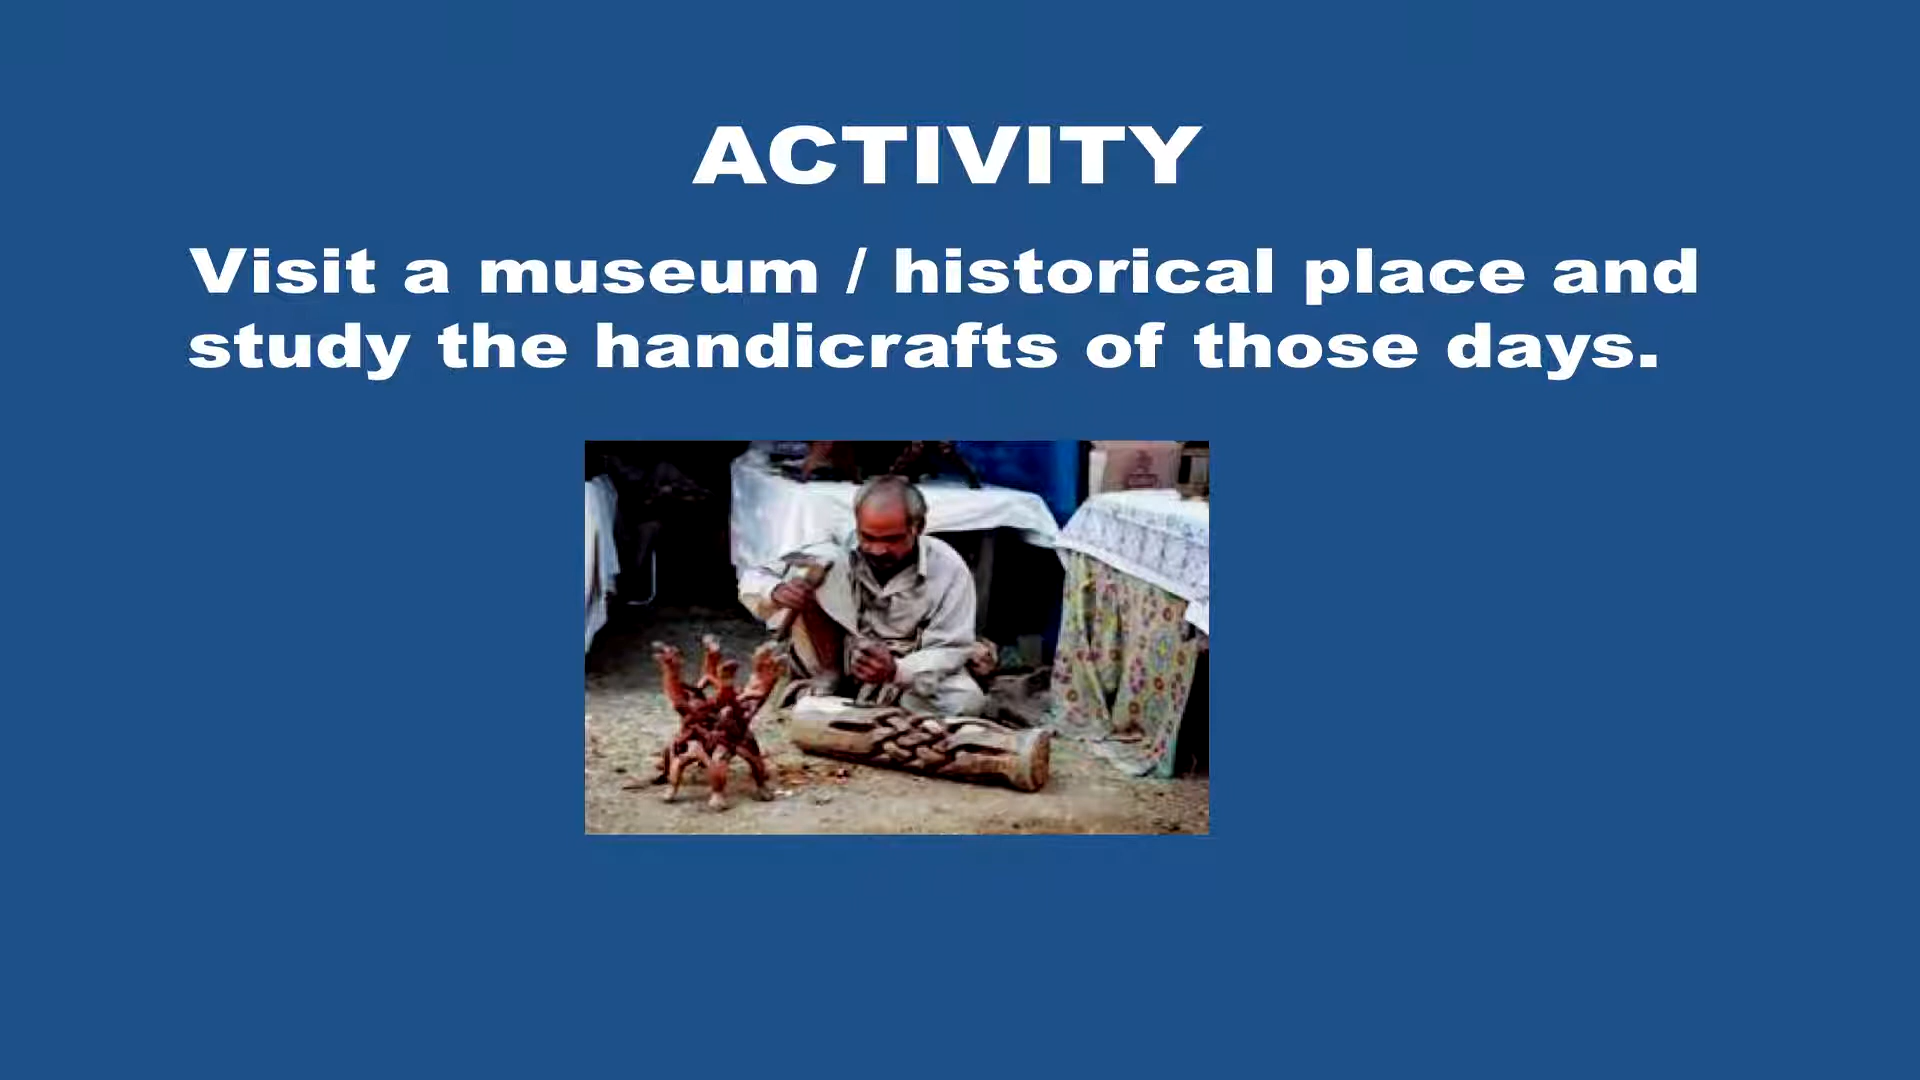 ACTIVITY
Visit a museum / historical place and
study the handicrafts of those days.